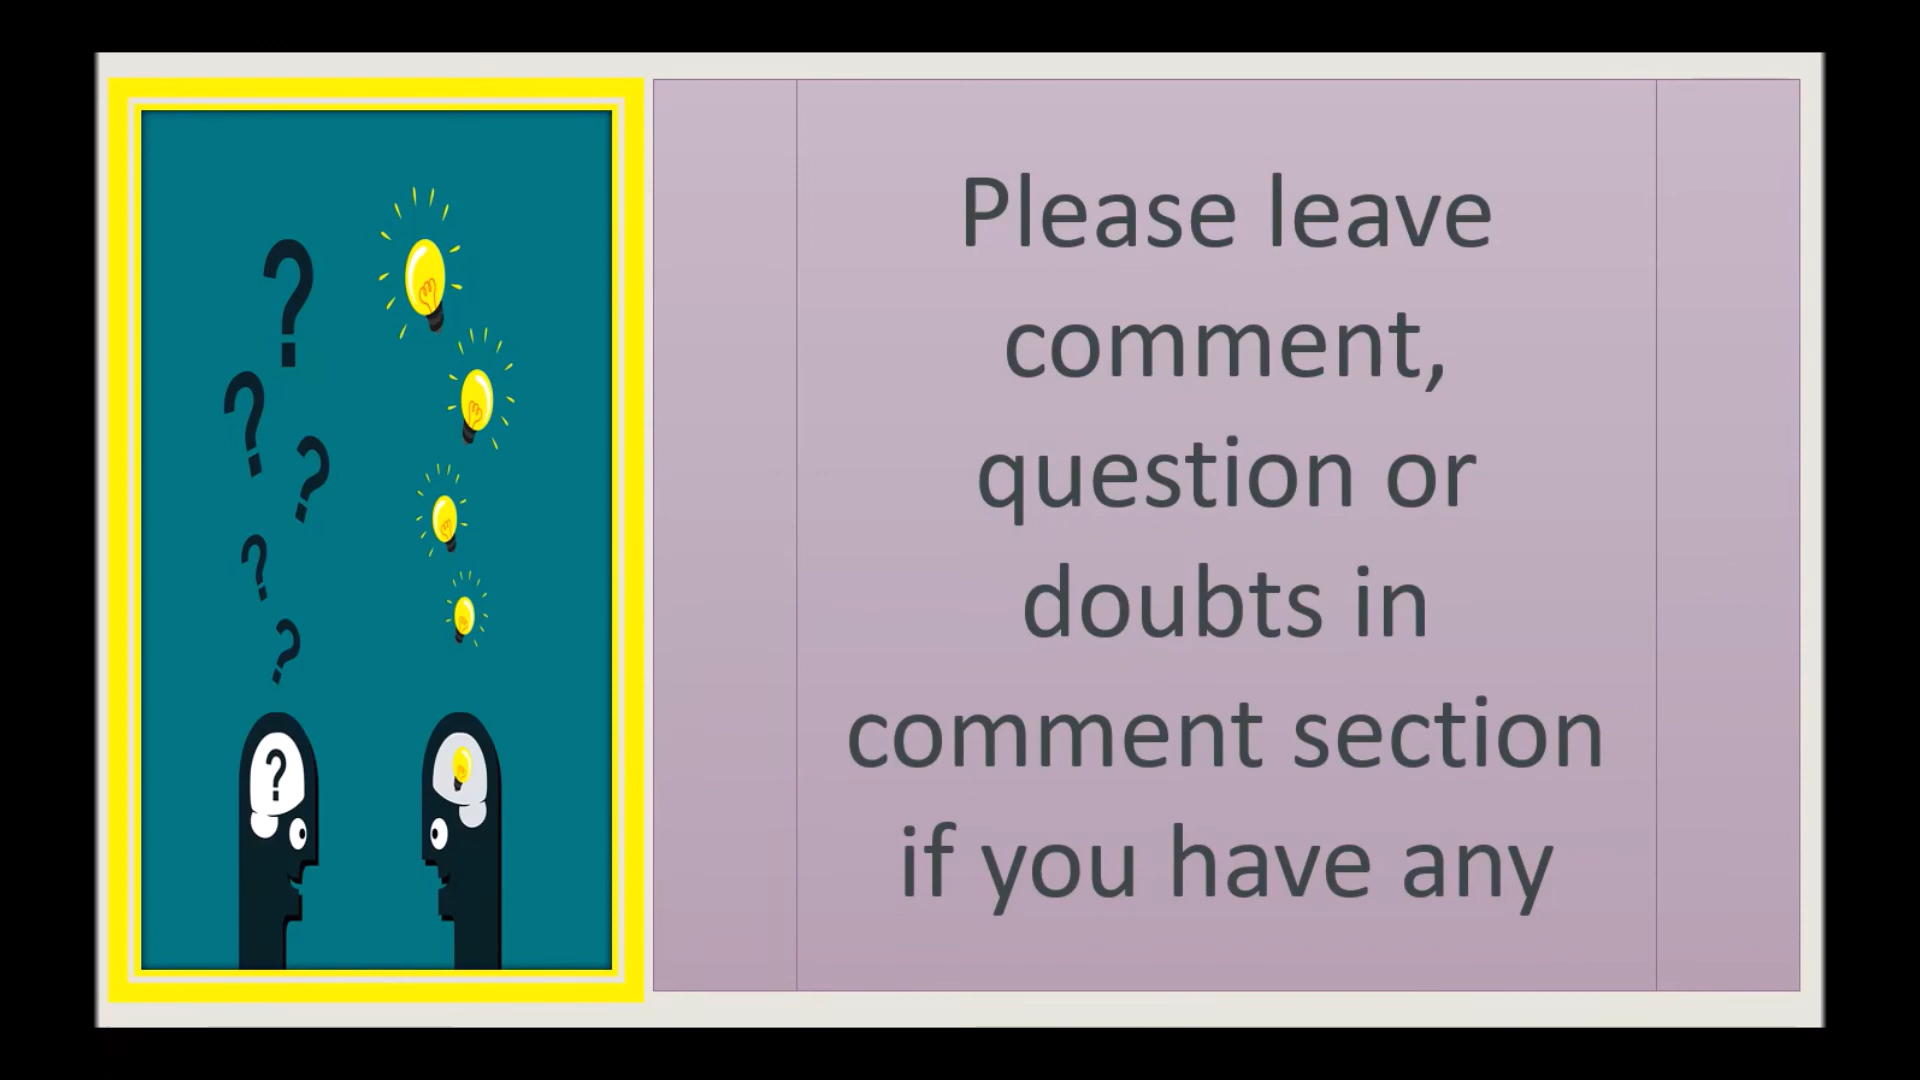 Please leave
comment,
question or
doubts in
comment section
if you have any